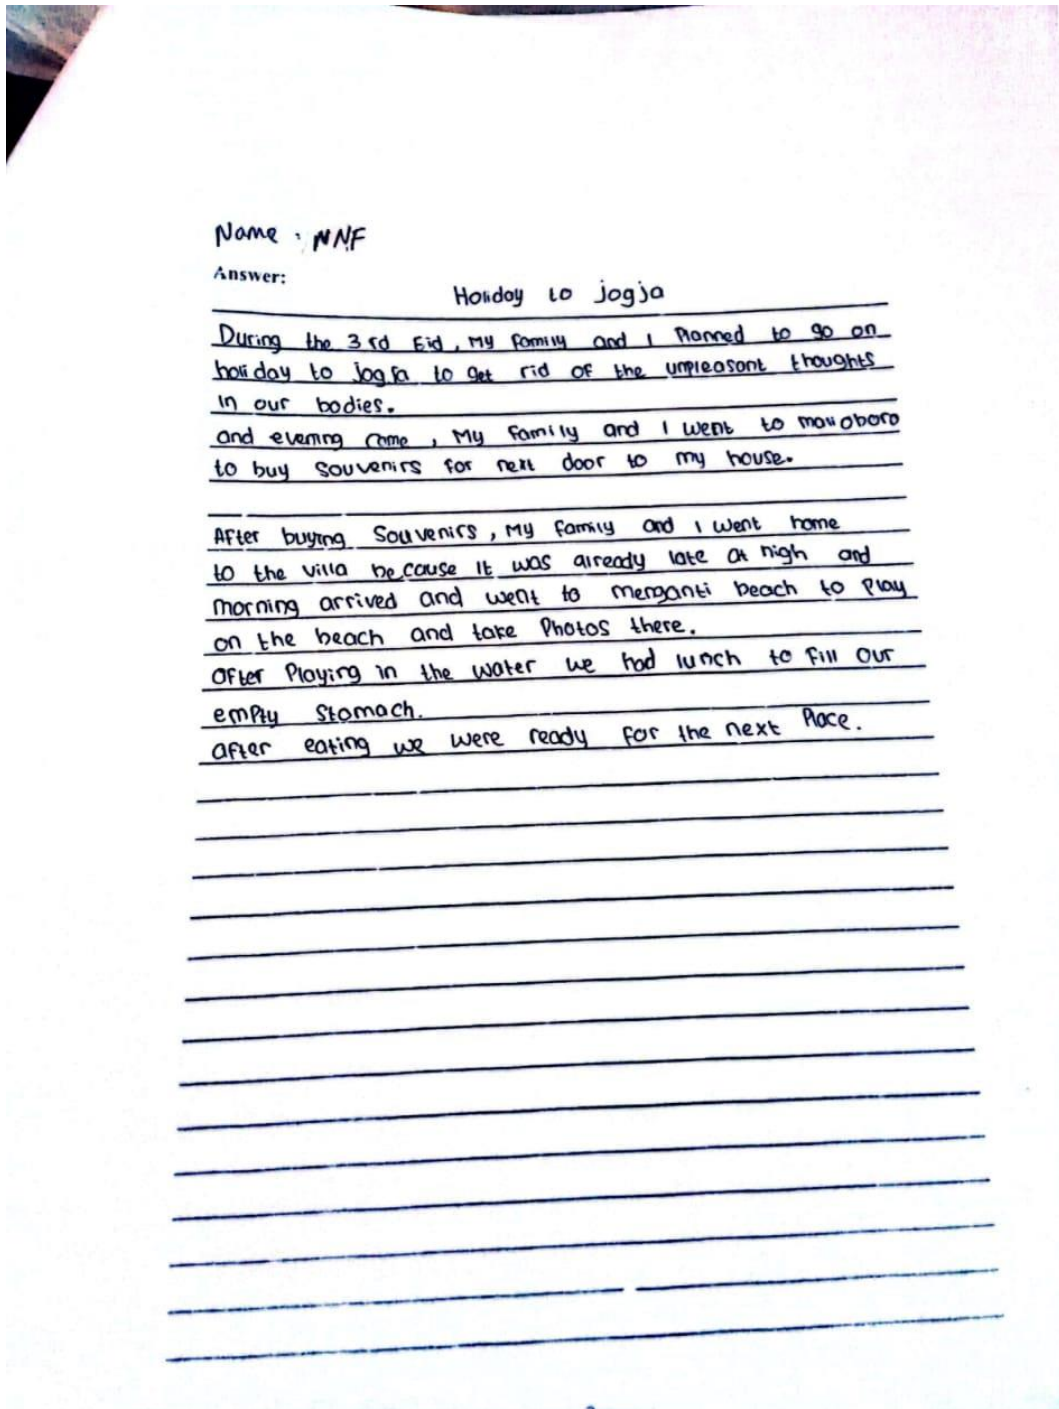 Name : NNF
Answer:
Holiday to jogja
During the 3 rd Eid, My family and I Planned to go on
holiday to jogja to get rid of the unpleasant thoughts
in our bodies.
and evening come, My family and I went to malioboro
to buy souvenirs for next door to my house.
After buying Souvenirs, My family and I went home
to the villa because it was already late at nigh and
morning arrived and went to menganti beach to Play
on the beach and take Photos there.
after Playing in the water we had lunch to fill our
empty stomach.
after eating we were ready for the next Place.